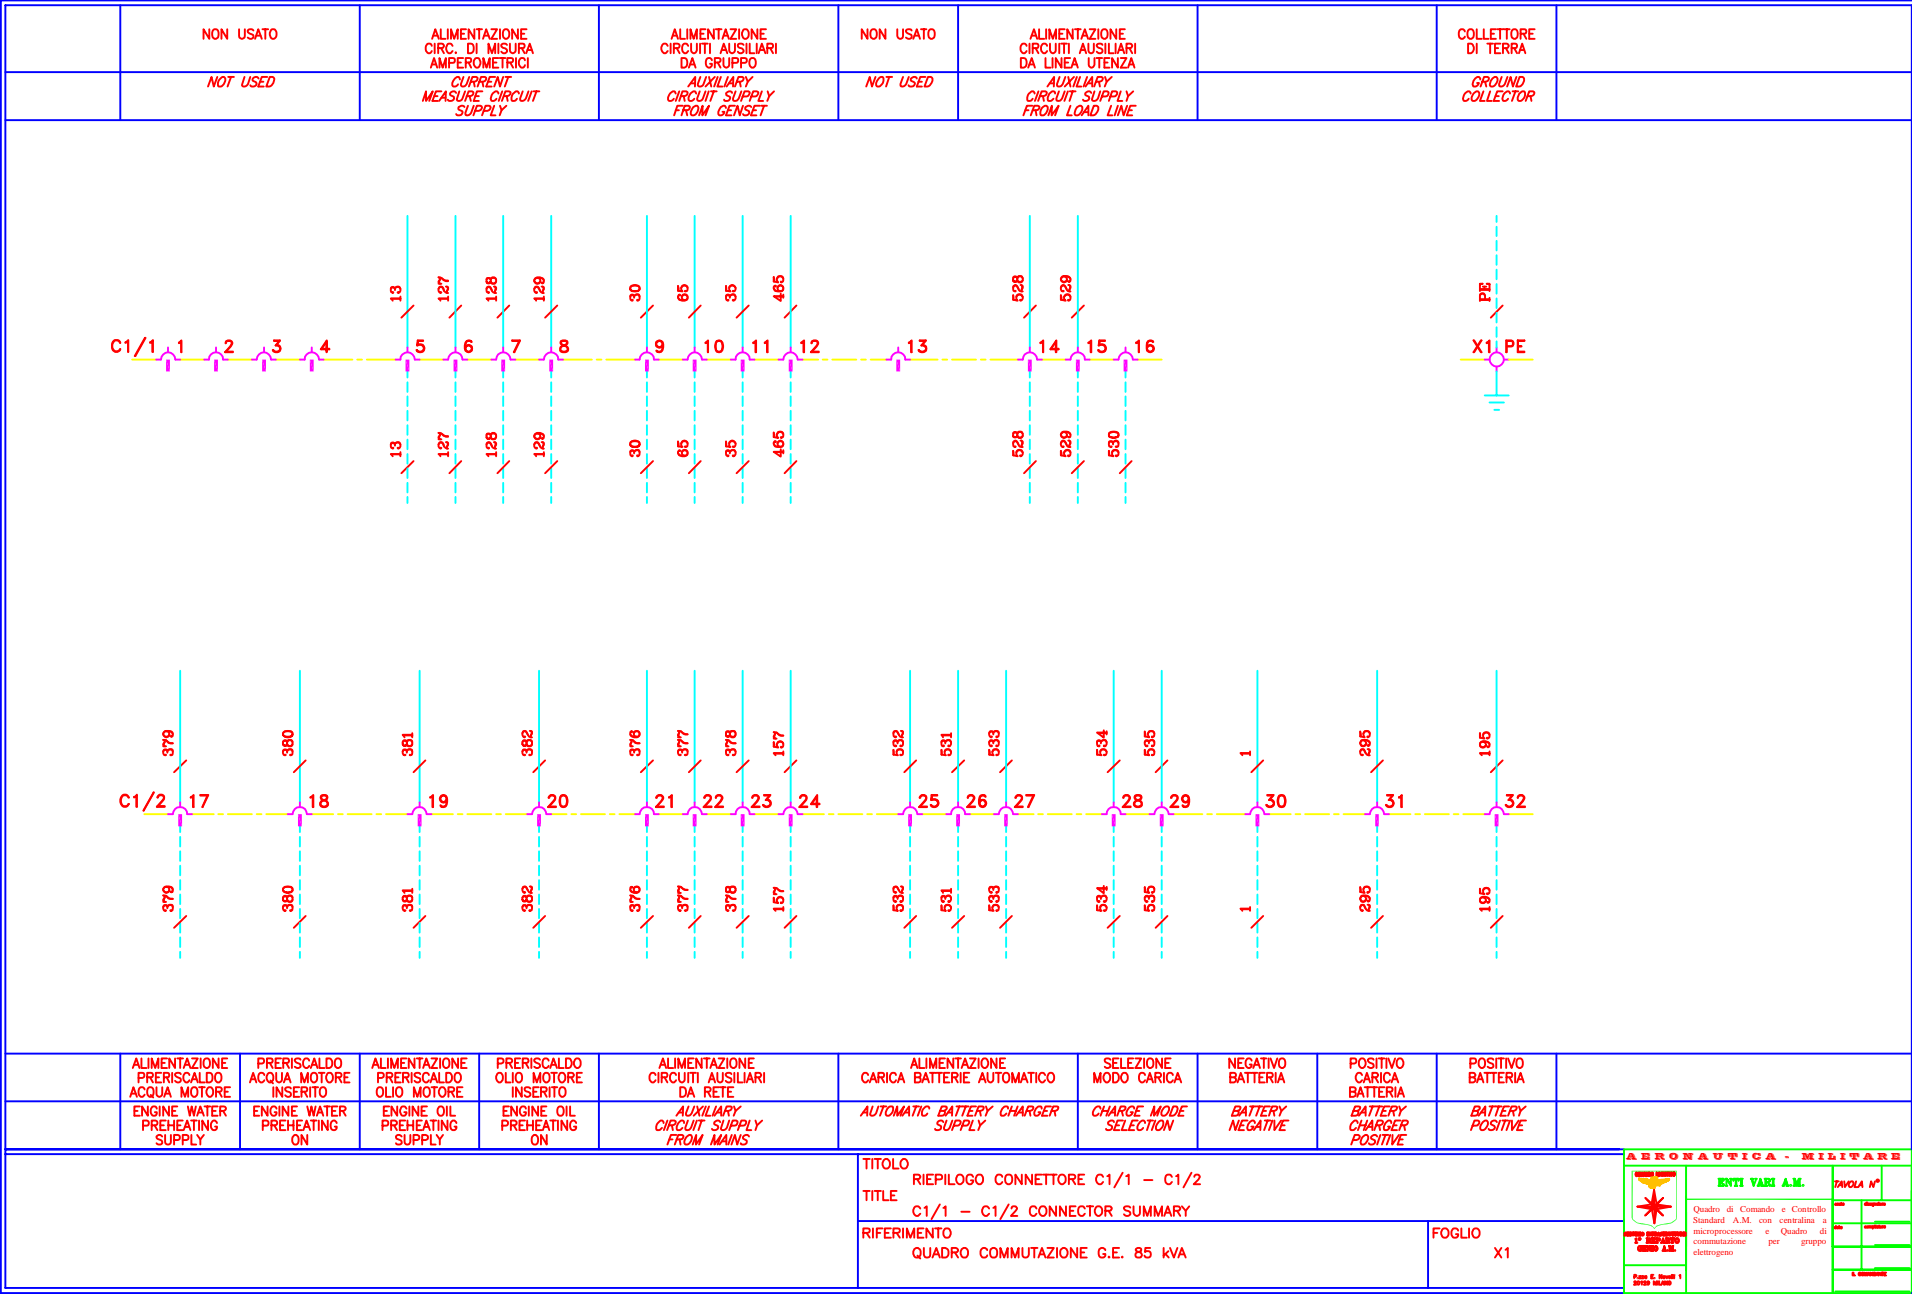 NON USATO
ALIMENTAZIONE
CIRC. DI MISURA
AMPEROMETRICI
ALIMENTAZIONE
CIRCUITI AUSILIARI
DA GRUPPO
NON USATO
ALIMENTAZIONE
CIRCUITI AUSILIARI
DA LINEA UTENZA
COLLETTORE
DI TERRA
NOT USED
CURRENT
MEASURE CIRCUIT
SUPPLY
AUXILIARY
CIRCUIT SUPPLY
FROM GENSET
NOT USED
AUXILIARY
CIRCUIT SUPPLY
FROM LOAD LINE
GROUND
COLLECTOR
13 127 128 129 30 65 35 465 528 529 PE
C1/1 1 2 3 4 5 6 7 8 9 10 11 12 13 14 15 16 X1 PE
13 127 128 129 30 65 35 465 528 529 530
379 380 381 382 376 377 378 157 532 531 533 534 535 1 295 195
C1/2 17 18 19 20 21 22 23 24 25 26 27 28 29 30 31 32
379 380 381 382 376 377 378 157 532 531 533 534 535 1 295 195
ALIMENTAZIONE
PRERISCALDO
ACQUA MOTORE
PRERISCALDO
ACQUA MOTORE
INSERITO
ALIMENTAZIONE
PRERISCALDO
OLIO MOTORE
PRERISCALDO
OLIO MOTORE
INSERITO
ALIMENTAZIONE
CIRCUITI AUSILIARI
DA RETE
ALIMENTAZIONE
CARICA BATTERIE AUTOMATICO
SELEZIONE
MODO CARICA
NEGATIVO
BATTERIA
POSITIVO
CARICA
BATTERIA
POSITIVO
BATTERIA
ENGINE WATER
PREHEATING
SUPPLY
ENGINE WATER
PREHEATING
ON
ENGINE OIL
PREHEATING
SUPPLY
ENGINE OIL
PREHEATING
ON
AUXILIARY
CIRCUIT SUPPLY
FROM MAINS
AUTOMATIC BATTERY CHARGER
SUPPLY
CHARGE MODE
SELECTION
BATTERY
NEGATIVE
BATTERY
CHARGER
POSITIVE
BATTERY
POSITIVE
TITOLO
RIEPILOGO CONNETTORE C1/1 – C1/2
TITLE
C1/1 – C1/2 CONNECTOR SUMMARY
RIFERIMENTO
QUADRO COMMUTAZIONE G.E. 85 kVA
FOGLIO
X1
AERONAUTICA - MILITARE
1° REPARTO
GENIO A.M.
20129 MILANO
ENTI VARI A.M.
Quadro di Comando e Controllo
Standard A.M. con centralina a
microprocessore e Quadro di
commutazione per gruppo
elettrogeno
TAVOLA N°